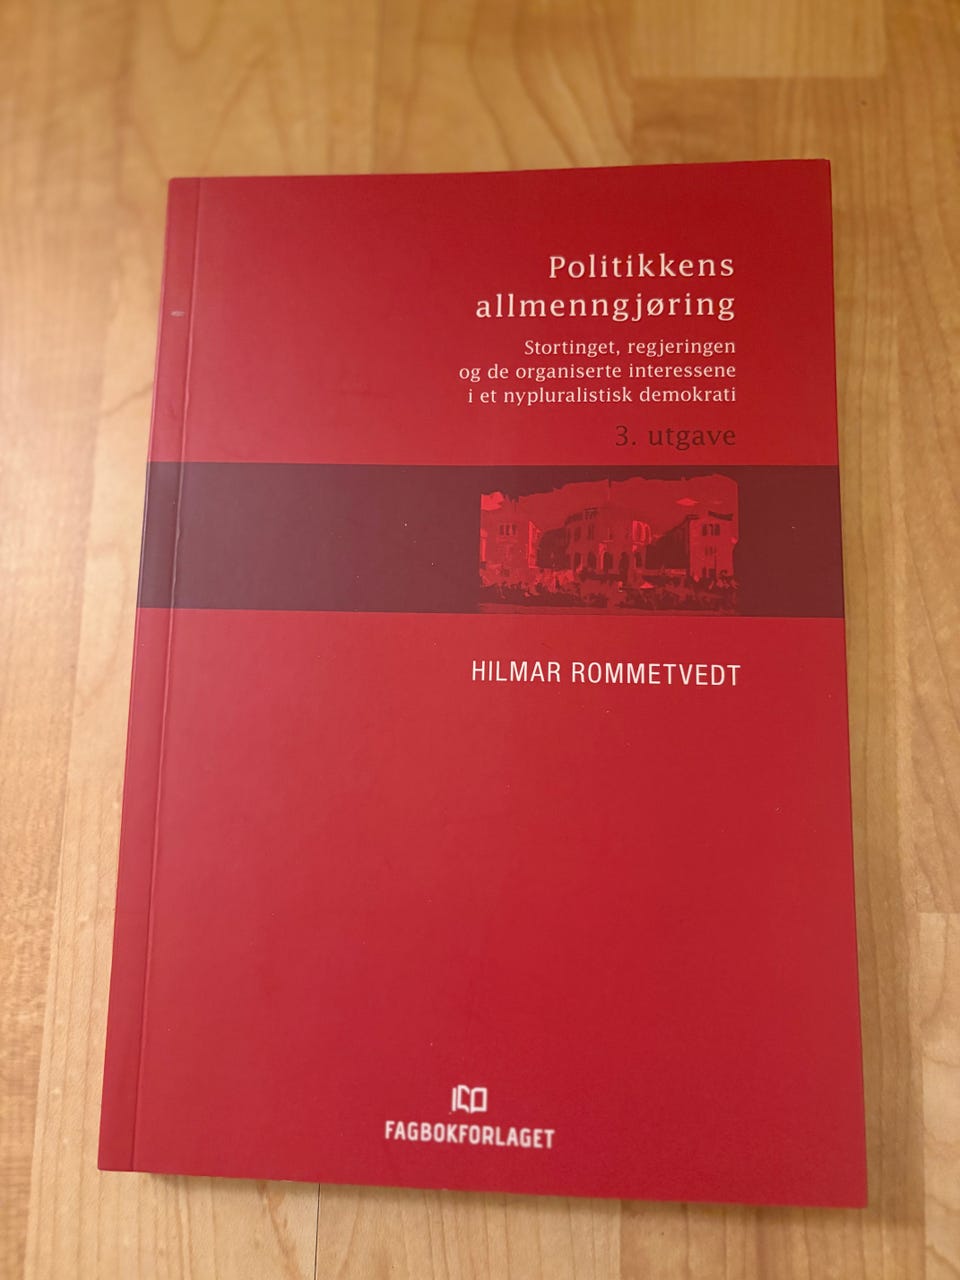 Politikkens
allmenngjøring
Stortinget, regjeringen
og de organiserte interessene
i et nypluralistisk demokrati
3. utgave
HILMAR ROMMETVEDT
FAGBOKFORLAGET